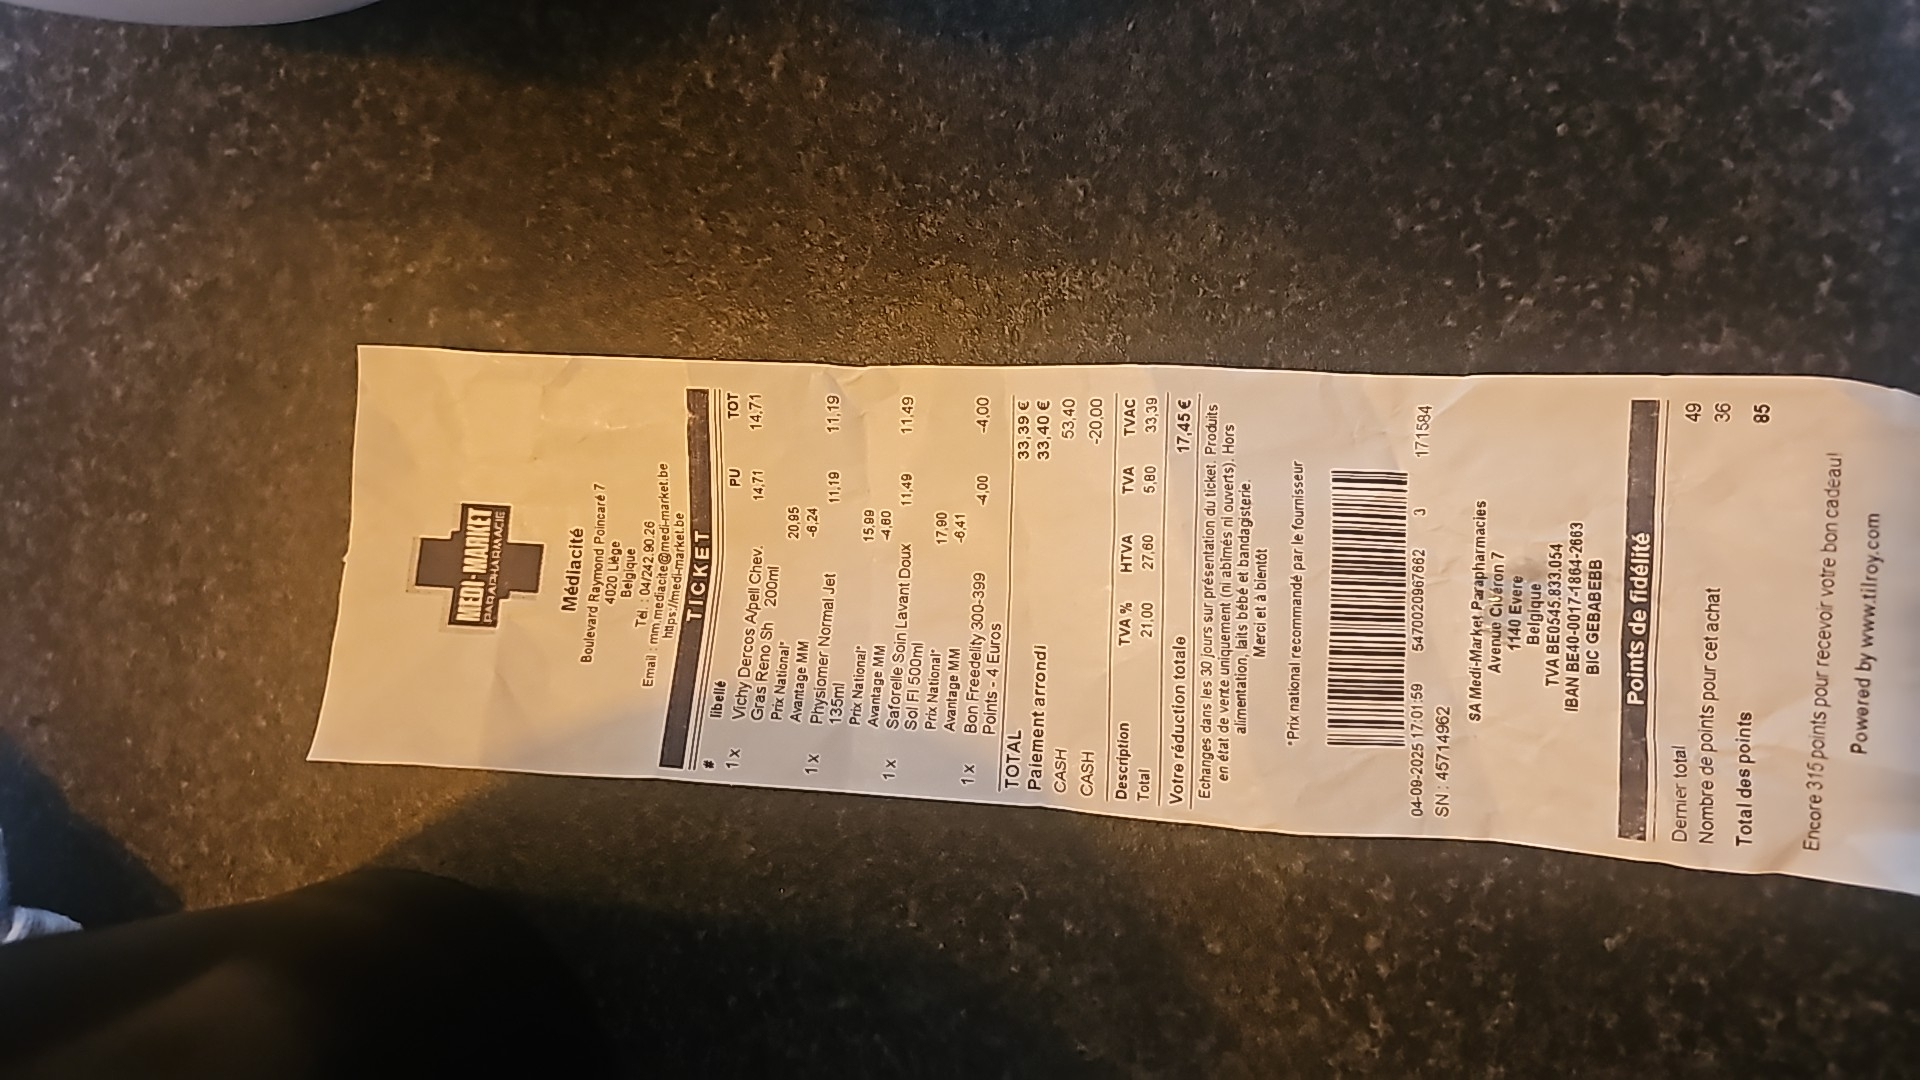 MEDI-MARKET
PARAPHARMACIE
Médiacité
Boulevard Raymond Poincaré 7
4020 Liège
Belgique
Tél. : 04/242.90.26
Email : mm.mediacite@medi-market.be
https://medi-market.be
TICKET
# libellé PU TOT
1 x Vichy Dercos A/pell Chev. 14,71 14,71
Gras Reno Sh 200ml
Prix National* 20,95
Avantage MM -6,24
1 x Physiomer Normal Jet 11,19 11,19
135ml
Prix National* 15,99
Avantage MM -4,80
1 x Saforelle Soin Lavant Doux 11,49 11,49
Sol Fl 500ml
Prix National* 17,90
Avantage MM -6,41
1 x Bon Freedelity 300-399 -4,00 -4,00
Points - 4 Euros
TOTAL 33,39 €
Paiement arrondi 33,40 €
CASH 53,40
CASH -20,00
Description TVA % HTVA TVA TVAC
Total 21,00 27,60 5,80 33,39
Votre réduction totale 17,45 €
Echanges dans les 30 jours sur présentation du ticket. Produits
en état de vente uniquement (ni abîmés ni ouverts). Hors
alimentation, laits bébé et bandagisterie.
Merci et à bientôt
*Prix national recommandé par le fournisseur
04-09-2025 17:01:59 5470020967662 3 171584
SN : 45714962
SA Medi-Market Parapharmacies
Avenue Cicéron 7
1140 Evere
Belgique
TVA BE0545.833.054
IBAN BE40-0017-1864-2663
BIC GEBABEBB
Points de fidélité
Dernier total 49
Nombre de points pour cet achat 36
Total des points 85
Encore 315 points pour recevoir votre bon cadeau!
Powered by www.tilroy.com